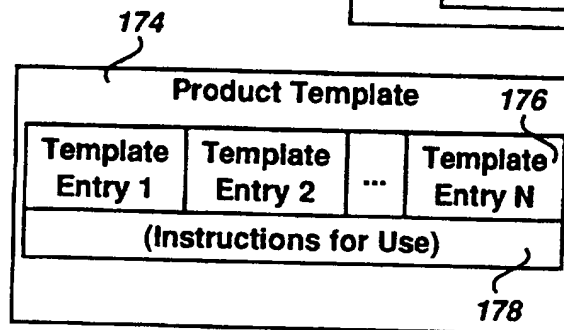 174
Product Template 176
Template Template ... Template
Entry 1 Entry 2 Entry N
(Instructions for Use)
178